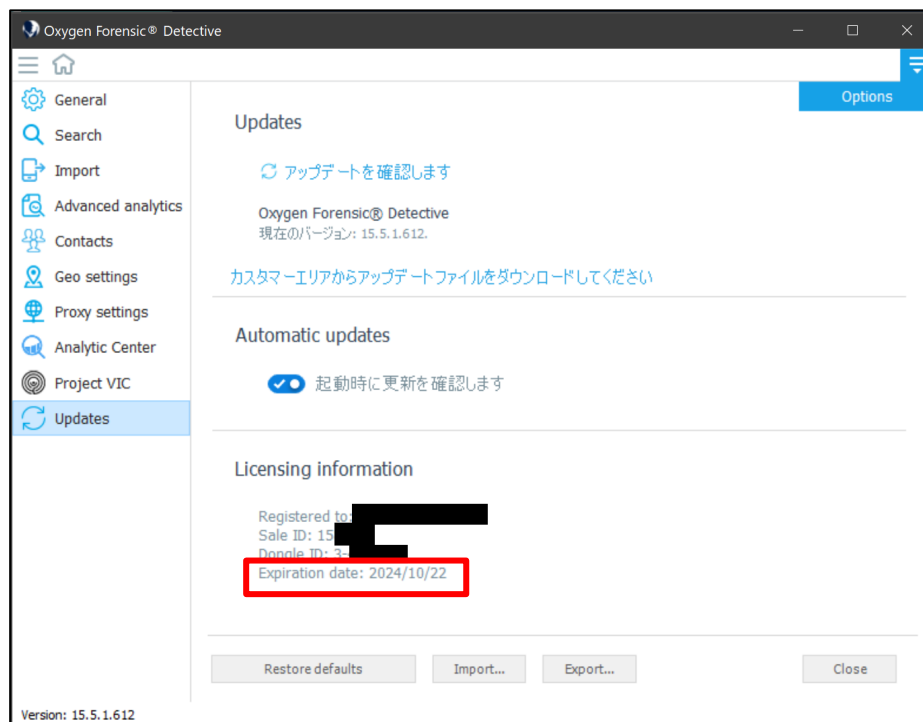 Oxygen Forensic® Detective
Options
General
Search
Import
Advanced analytics
Contacts
Geo settings
Proxy settings
Analytic Center
Project VIC
Updates
Updates
アップデートを確認します
Oxygen Forensic® Detective
現在のバージョン: 15.5.1.612.
カスタマーエリアからアップデートファイルをダウンロードしてください
Automatic updates
起動時に更新を確認します
Licensing information
Registered to:
Sale ID: 15
Dongle ID: 3-
Expiration date: 2024/10/22
Restore defaults
Import...
Export...
Close
Version: 15.5.1.612